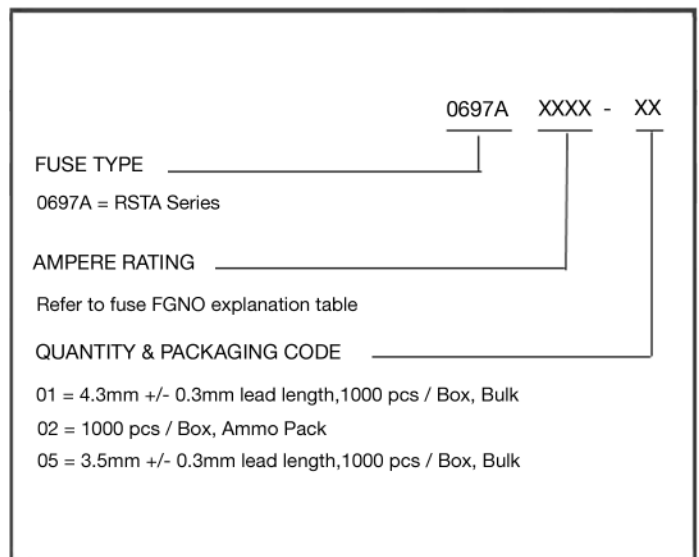 0697A XXXX - XX
FUSE TYPE
0697A = RSTA Series
AMPERE RATING
Refer to fuse FGNO explanation table
QUANTITY & PACKAGING CODE
01 = 4.3mm +/- 0.3mm lead length,1000 pcs / Box, Bulk
02 = 1000 pcs / Box, Ammo Pack
05 = 3.5mm +/- 0.3mm lead length,1000 pcs / Box, Bulk